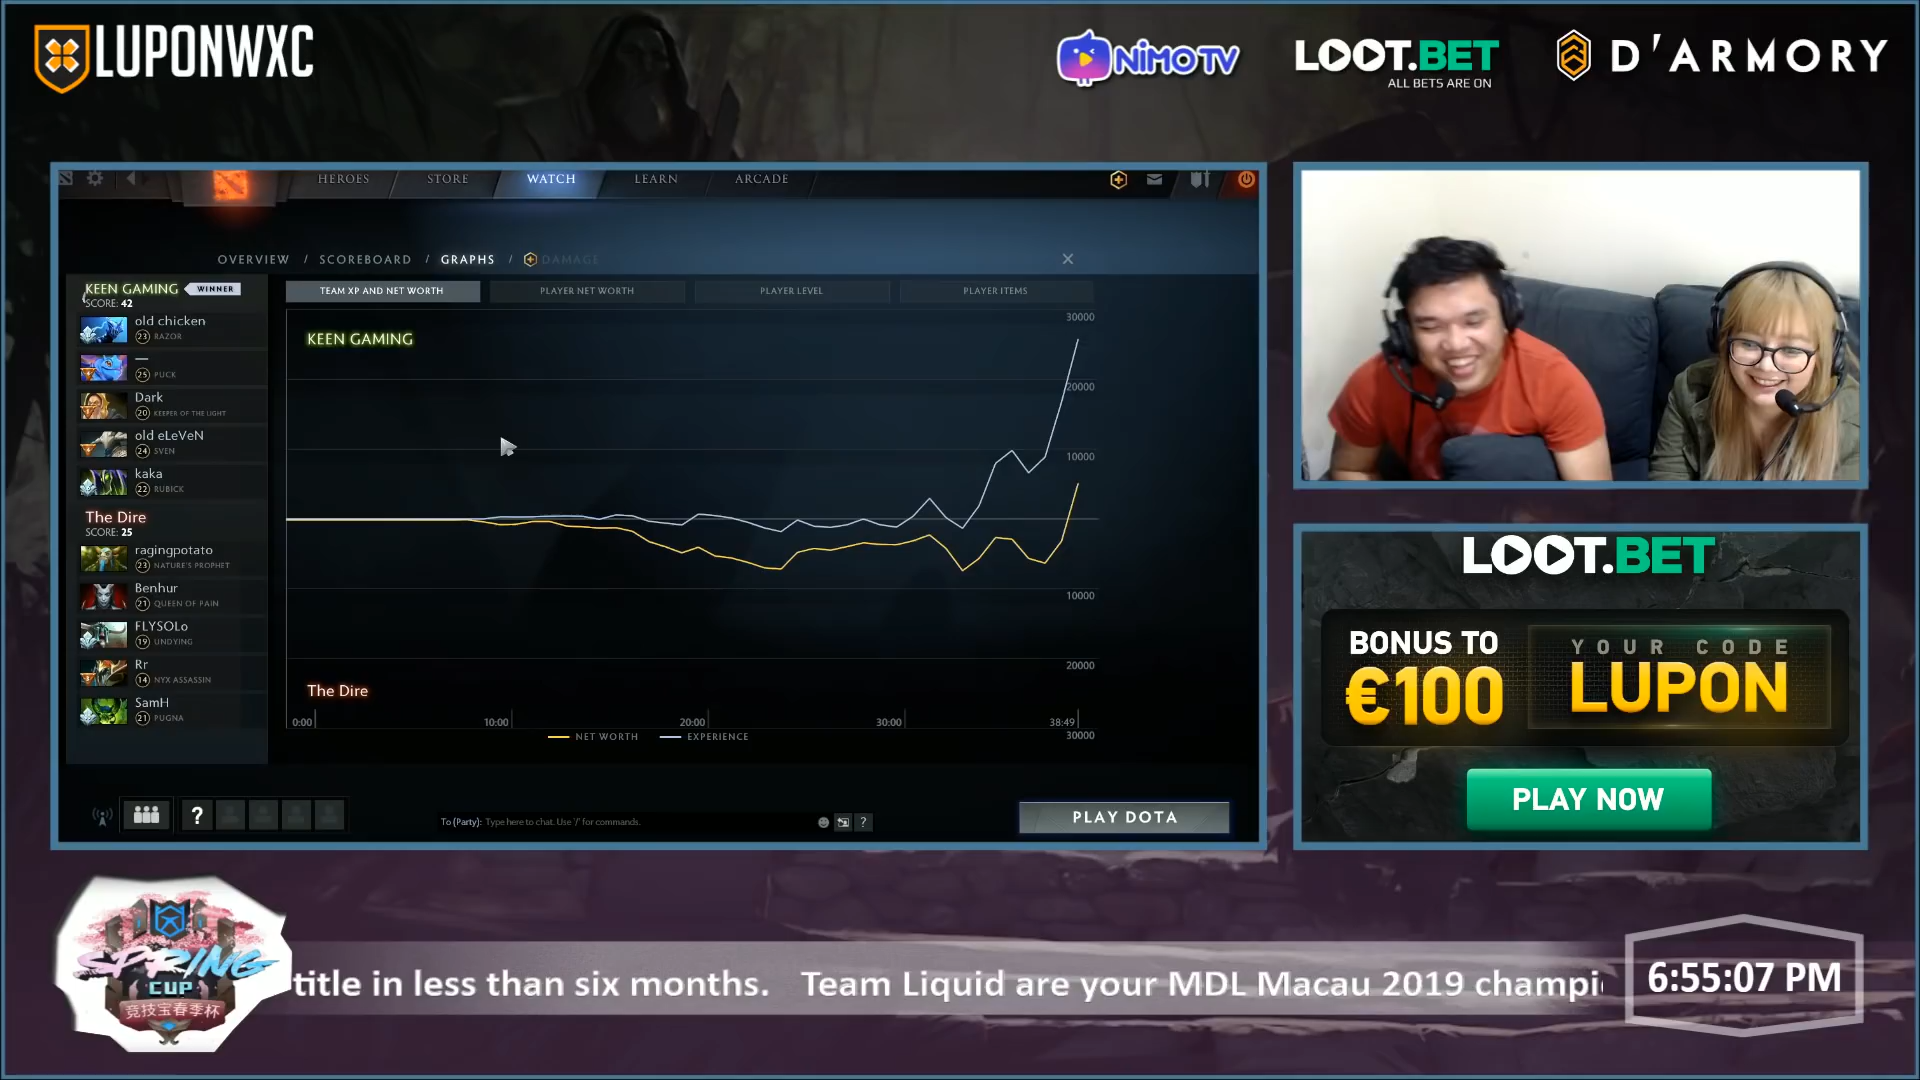 LUPONWXC
NIMOTV
LOOT.BET
ALL BETS ARE ON
D'ARMORY
HEROES
STORE
WATCH
LEARN
ARCADE
OVERVIEW / SCOREBOARD / GRAPHS / DAMAGE
KEEN GAMING WINNER
SCORE: 42
old chicken
23 RAZOR
—
25 PUCK
Dark
20 KEEPER OF THE LIGHT
old eLeVeN
24 SVEN
kaka
22 RUBICK
The Dire
SCORE: 25
ragingpotato
23 NATURE'S PROPHET
Benhur
21 QUEEN OF PAIN
FLYSOLo
19 UNDYING
Rr
14 NYX ASSASSIN
SamH
21 PUGNA
TEAM XP AND NET WORTH
PLAYER NET WORTH
PLAYER LEVEL
PLAYER ITEMS
KEEN GAMING
30000
20000
10000
10000
20000
30000
The Dire
0:00
10:00
20:00
30:00
38:49
NET WORTH
EXPERIENCE
?
To (Party): Type here to chat. Use '/' for commands.
?
PLAY DOTA
LOOT.BET
BONUS TO
€100
YOUR CODE
LUPON
PLAY NOW
SPRING
CUP
竞技宝春季杯
title in less than six months. Team Liquid are your MDL Macau 2019 champi
6:55:07 PM